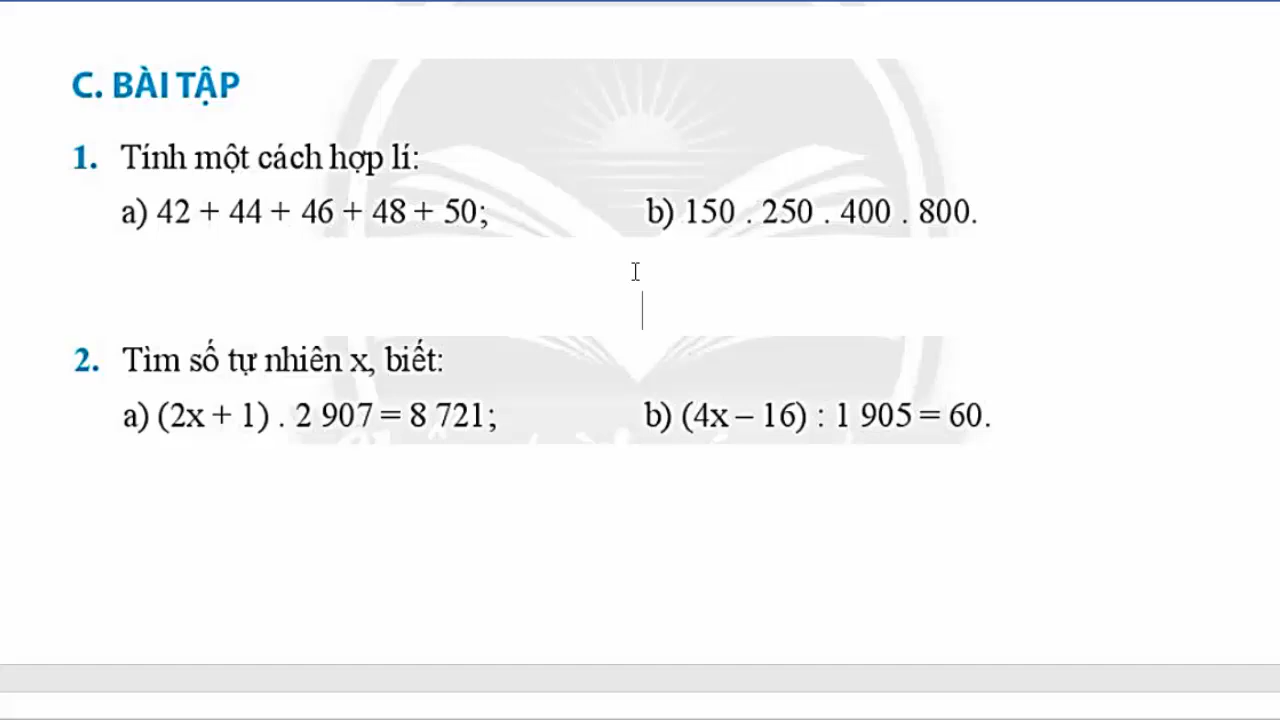 C. BÀI TẬP
1. Tính một cách hợp lí:
a) 42 + 44 + 46 + 48 + 50; b) 150 . 250 . 400 . 800.
2. Tìm số tự nhiên x, biết:
a) (2x + 1) . 2 907 = 8 721; b) (4x – 16) : 1 905 = 60.